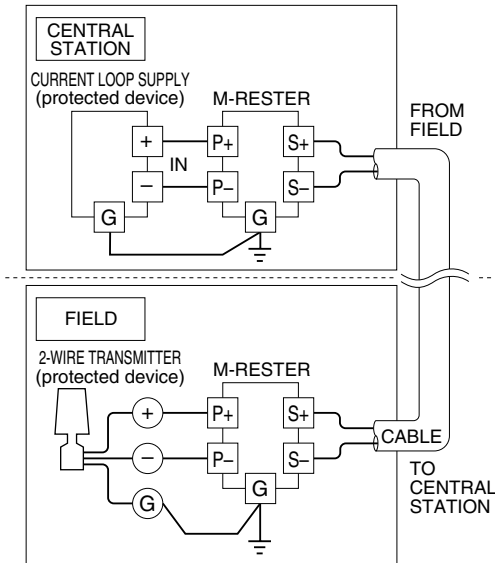 CENTRAL
STATION
CURRENT LOOP SUPPLY
(protected device)
M-RESTER
FROM
FIELD
+
P+
S+
IN
−
P−
S−
G
G
FIELD
2-WIRE TRANSMITTER
(protected device)
M-RESTER
+
P+
S+
CABLE
−
P−
S−
TO
CENTRAL
STATION
G
G